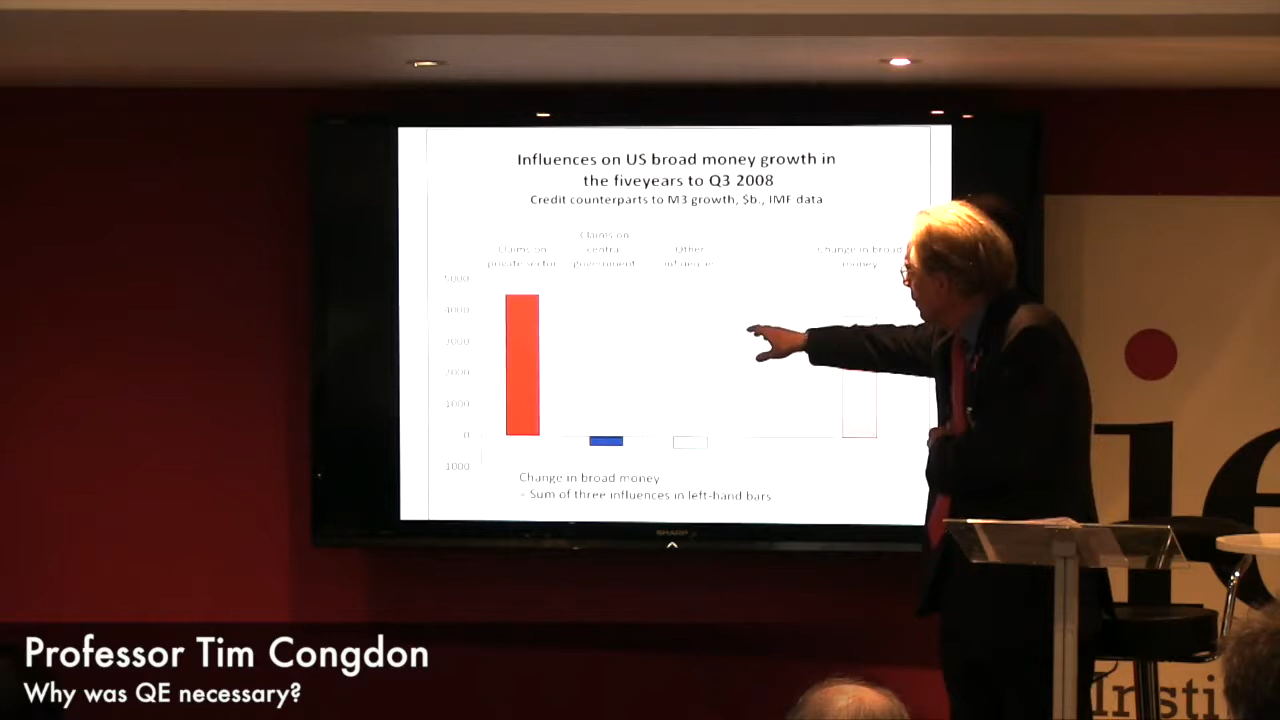 Influences on US broad money growth in
the fiveyears to Q3 2008
Credit counterparts to M3 growth, $b., IMF data
Claims on
private sector
Claims on
central
government
Other
influences
Change in broad
money
5000
4000
3000
2000
1000
0
1000
Change in broad money
= Sum of three influences in left-hand bars
SHARP
ie
Insti
Professor Tim Congdon
Why was QE necessary?